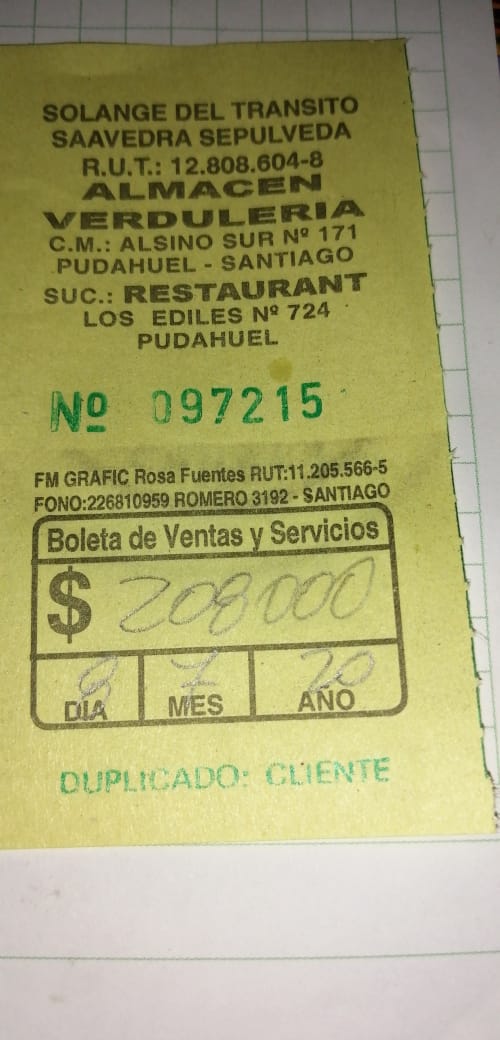 SOLANGE DEL TRANSITO
SAAVEDRA SEPULVEDA
R.U.T.: 12.808.604-8
ALMACEN
VERDULERIA
C.M.: ALSINO SUR Nº 171
PUDAHUEL - SANTIAGO
SUC.: RESTAURANT
LOS EDILES Nº 724
PUDAHUEL
Nº 097215
FM GRAFIC Rosa Fuentes RUT:11.205.566-5
FONO:226810959 ROMERO 3192 - SANTIAGO
Boleta de Ventas y Servicios
$ 208000
8 7 20
DIA MES AÑO
DUPLICADO: CLIENTE